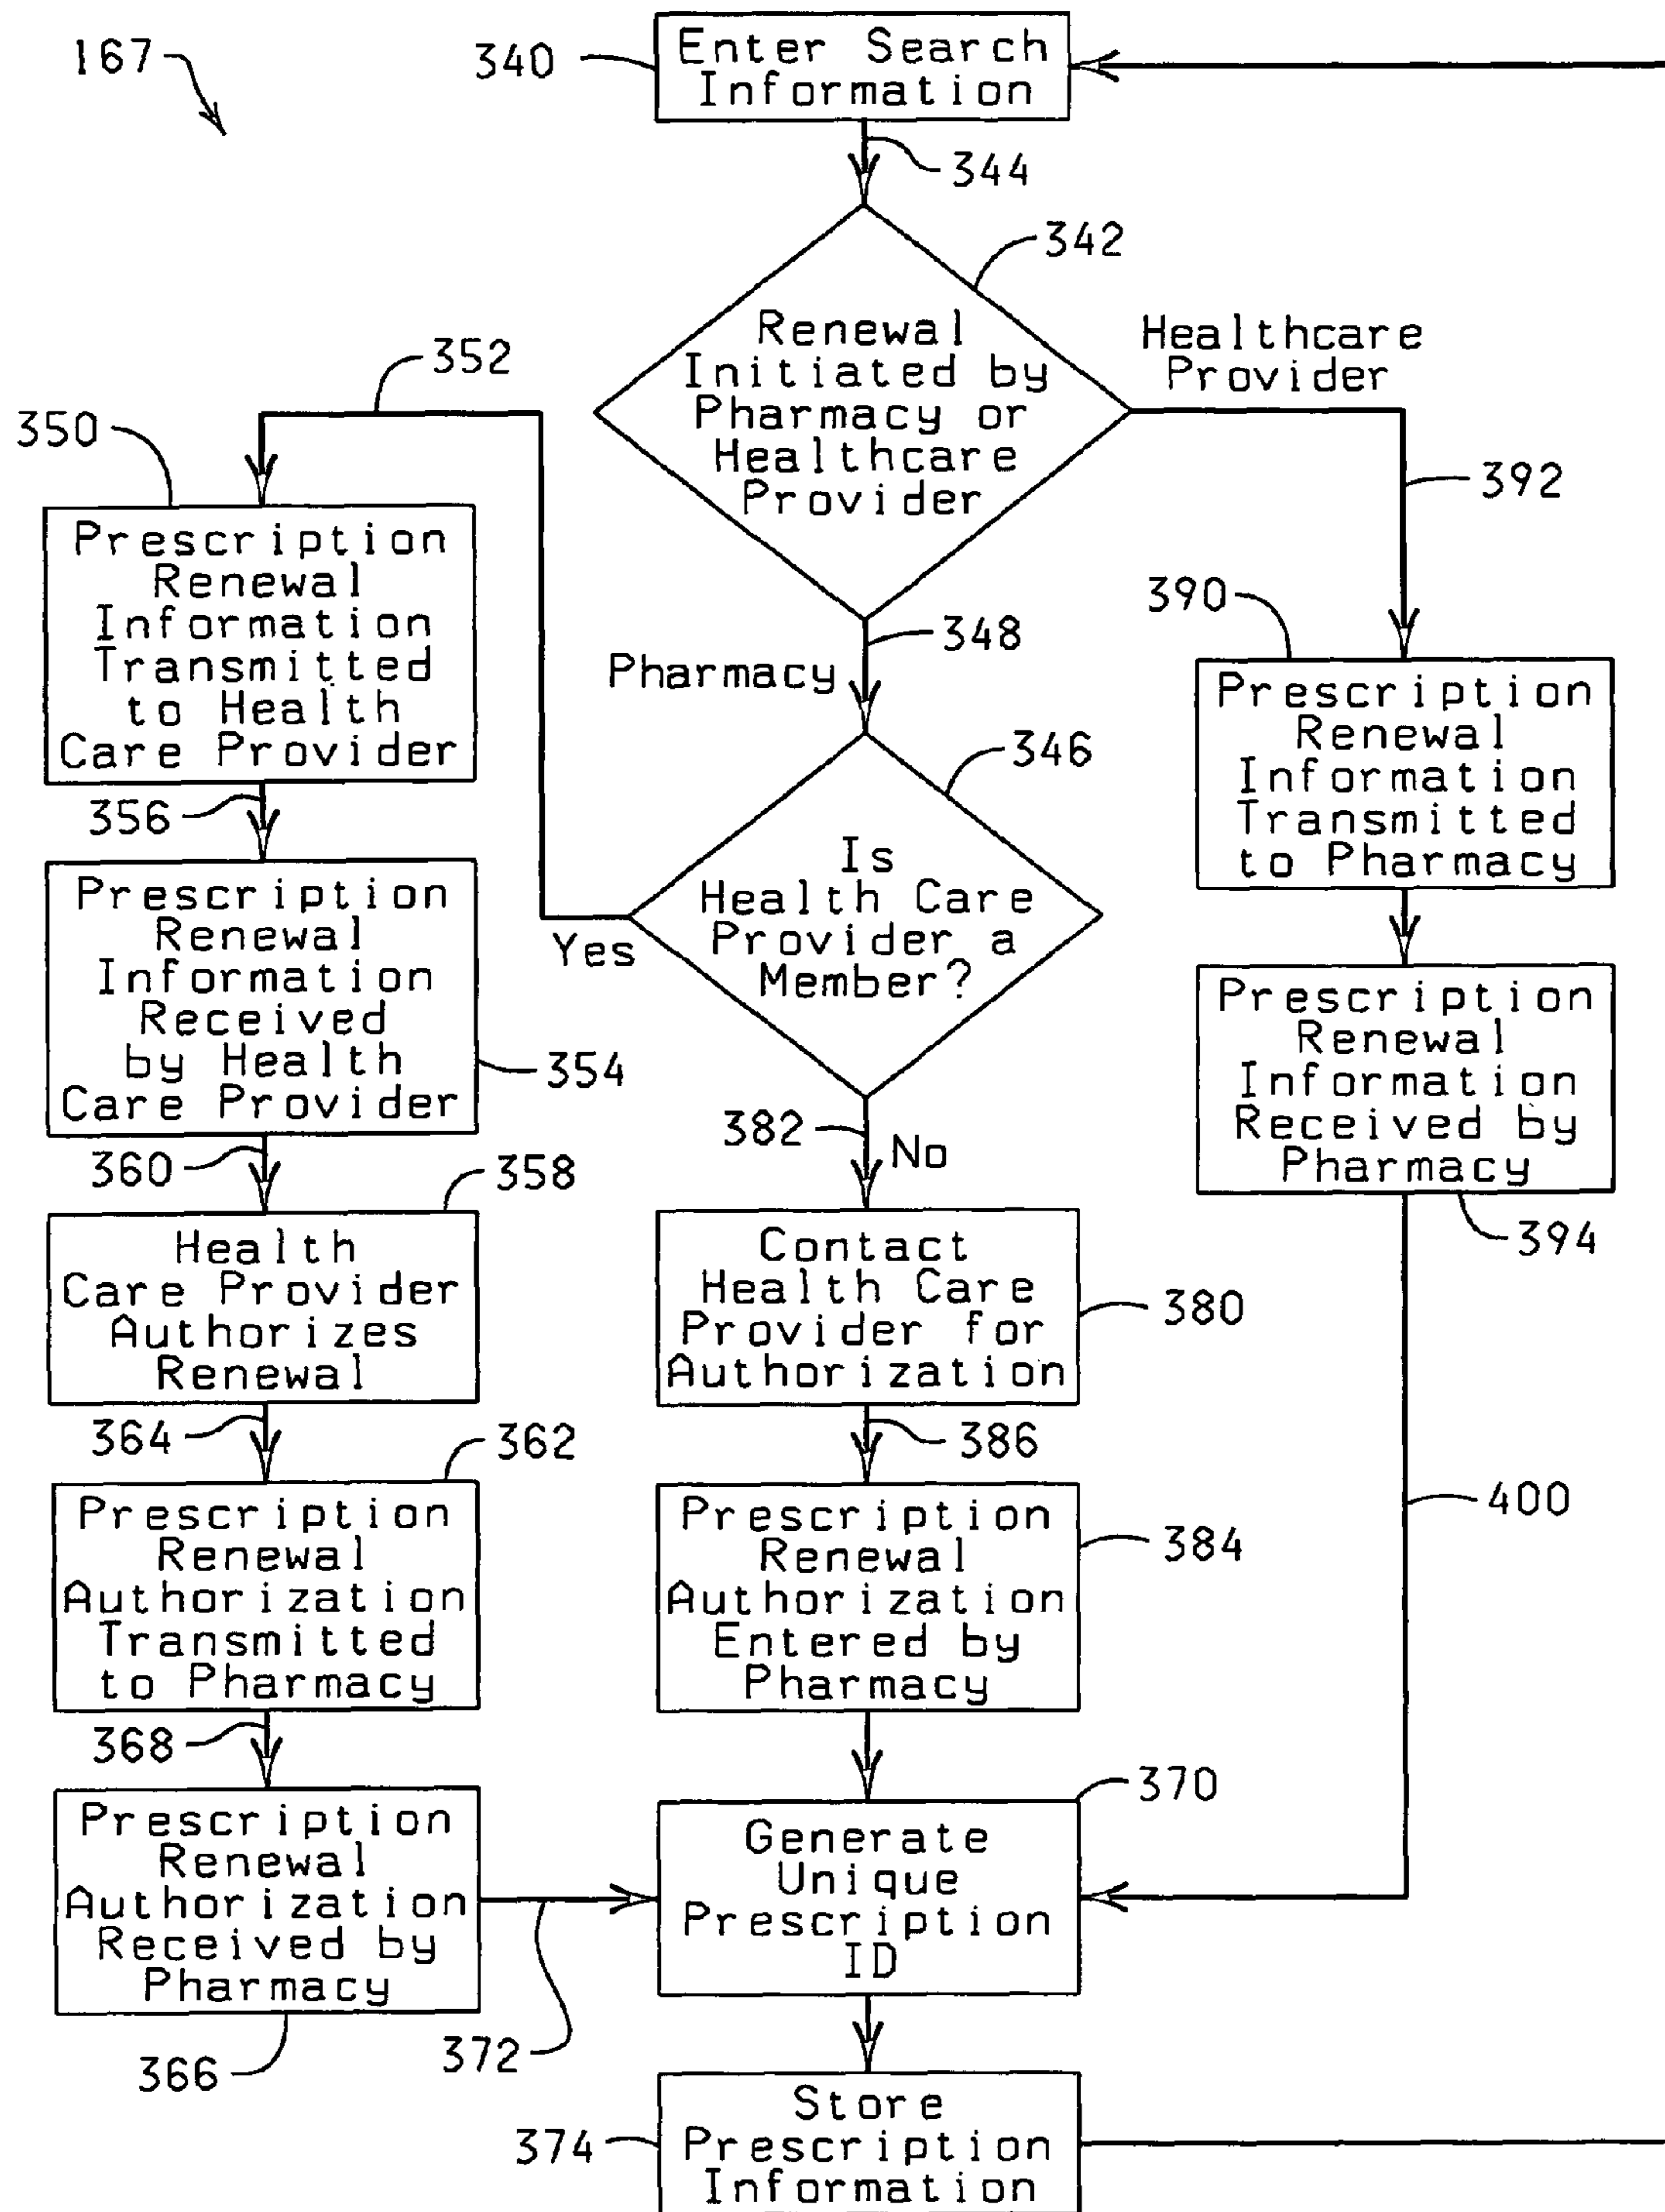 167
340
Enter Search
Information
344
342
Renewal
Initiated by
Pharmacy or
Healthcare
Provider
Healthcare
Provider
392
352
350
Prescription
Renewal
Information
Transmitted
to Health
Care Provider
348
Pharmacy
390
Prescription
Renewal
Information
Transmitted
to Pharmacy
356
346
Is
Health Care
Provider a
Member?
Yes
Prescription
Renewal
Information
Received
by Health
Care Provider
354
Prescription
Renewal
Information
Received by
Pharmacy
394
382
No
360
358
Health
Care Provider
Authorizes
Renewal
Contact
Health Care
Provider for
Authorization
380
364
362
386
400
Prescription
Renewal
Authorization
Transmitted
to Pharmacy
Prescription
Renewal
Authorization
Entered by
Pharmacy
384
368
370
Prescription
Renewal
Authorization
Received by
Pharmacy
366
372
Generate
Unique
Prescription
ID
374
Store
Prescription
Information